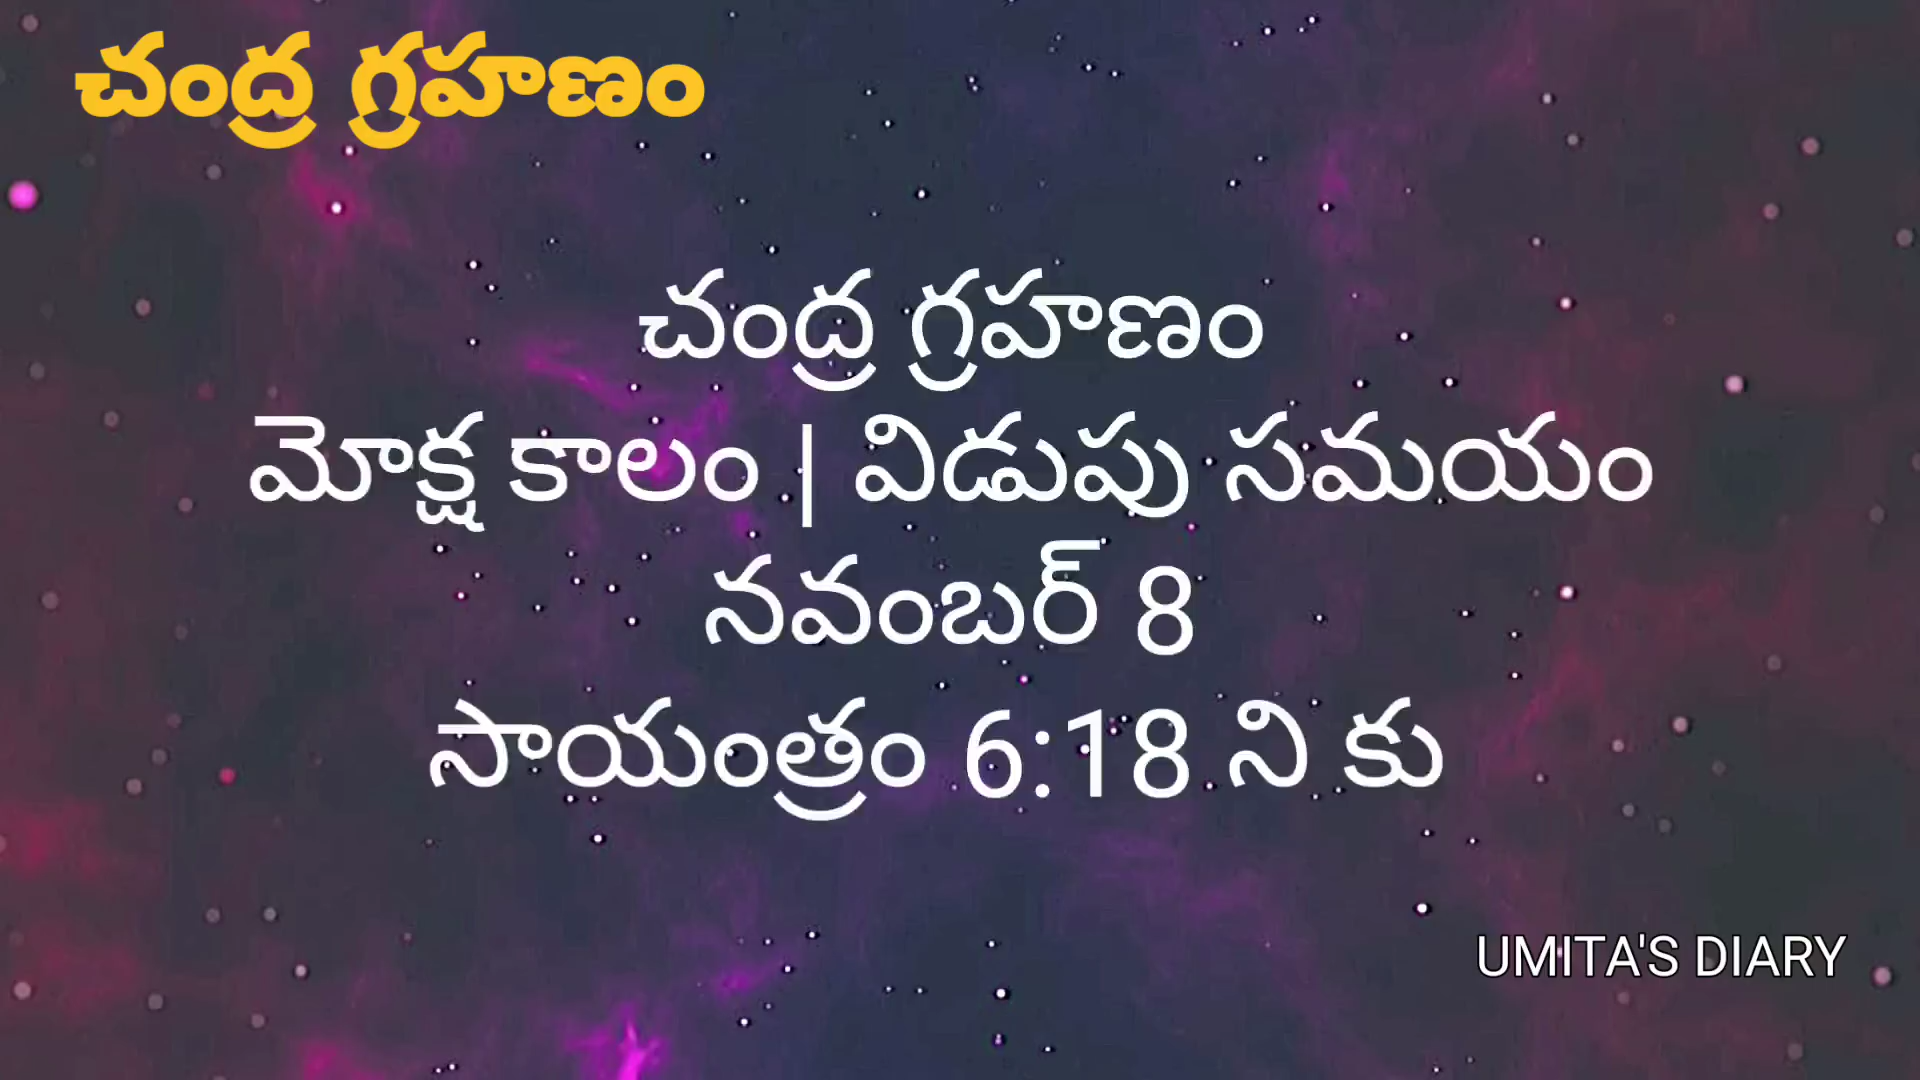 చంద్ర గ్రహణం
చంద్ర గ్రహణం
మోక్ష కాలం | విడుపు సమయం
నవంబర్ 8
సాయంత్రం 6:18 ని కు
UMITA'S DIARY